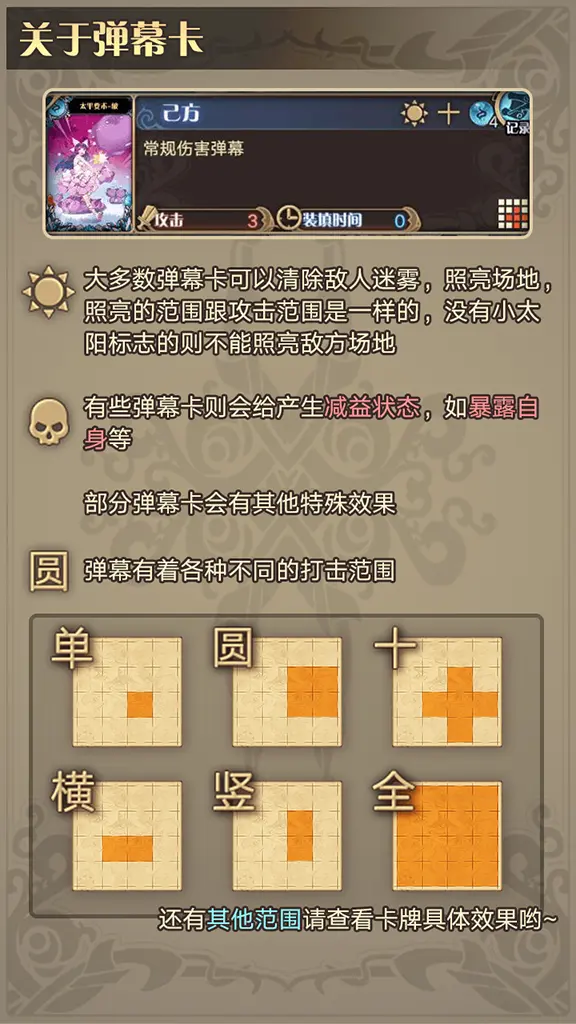 关于弹幕卡
太平要术-敏
己方
4
记录
常规伤害弹幕
攻击 3 装填时间 0
大多数弹幕卡可以清除敌人迷雾，照亮场地，
照亮的范围跟攻击范围是一样的，没有小太
阳标志的则不能照亮敌方场地
有些弹幕卡则会给产生减益状态，如暴露自
身等
部分弹幕卡会有其他特殊效果
圆 弹幕有着各种不同的打击范围
单 圆 十
横 竖 全
还有其他范围请查看卡牌具体效果哟~